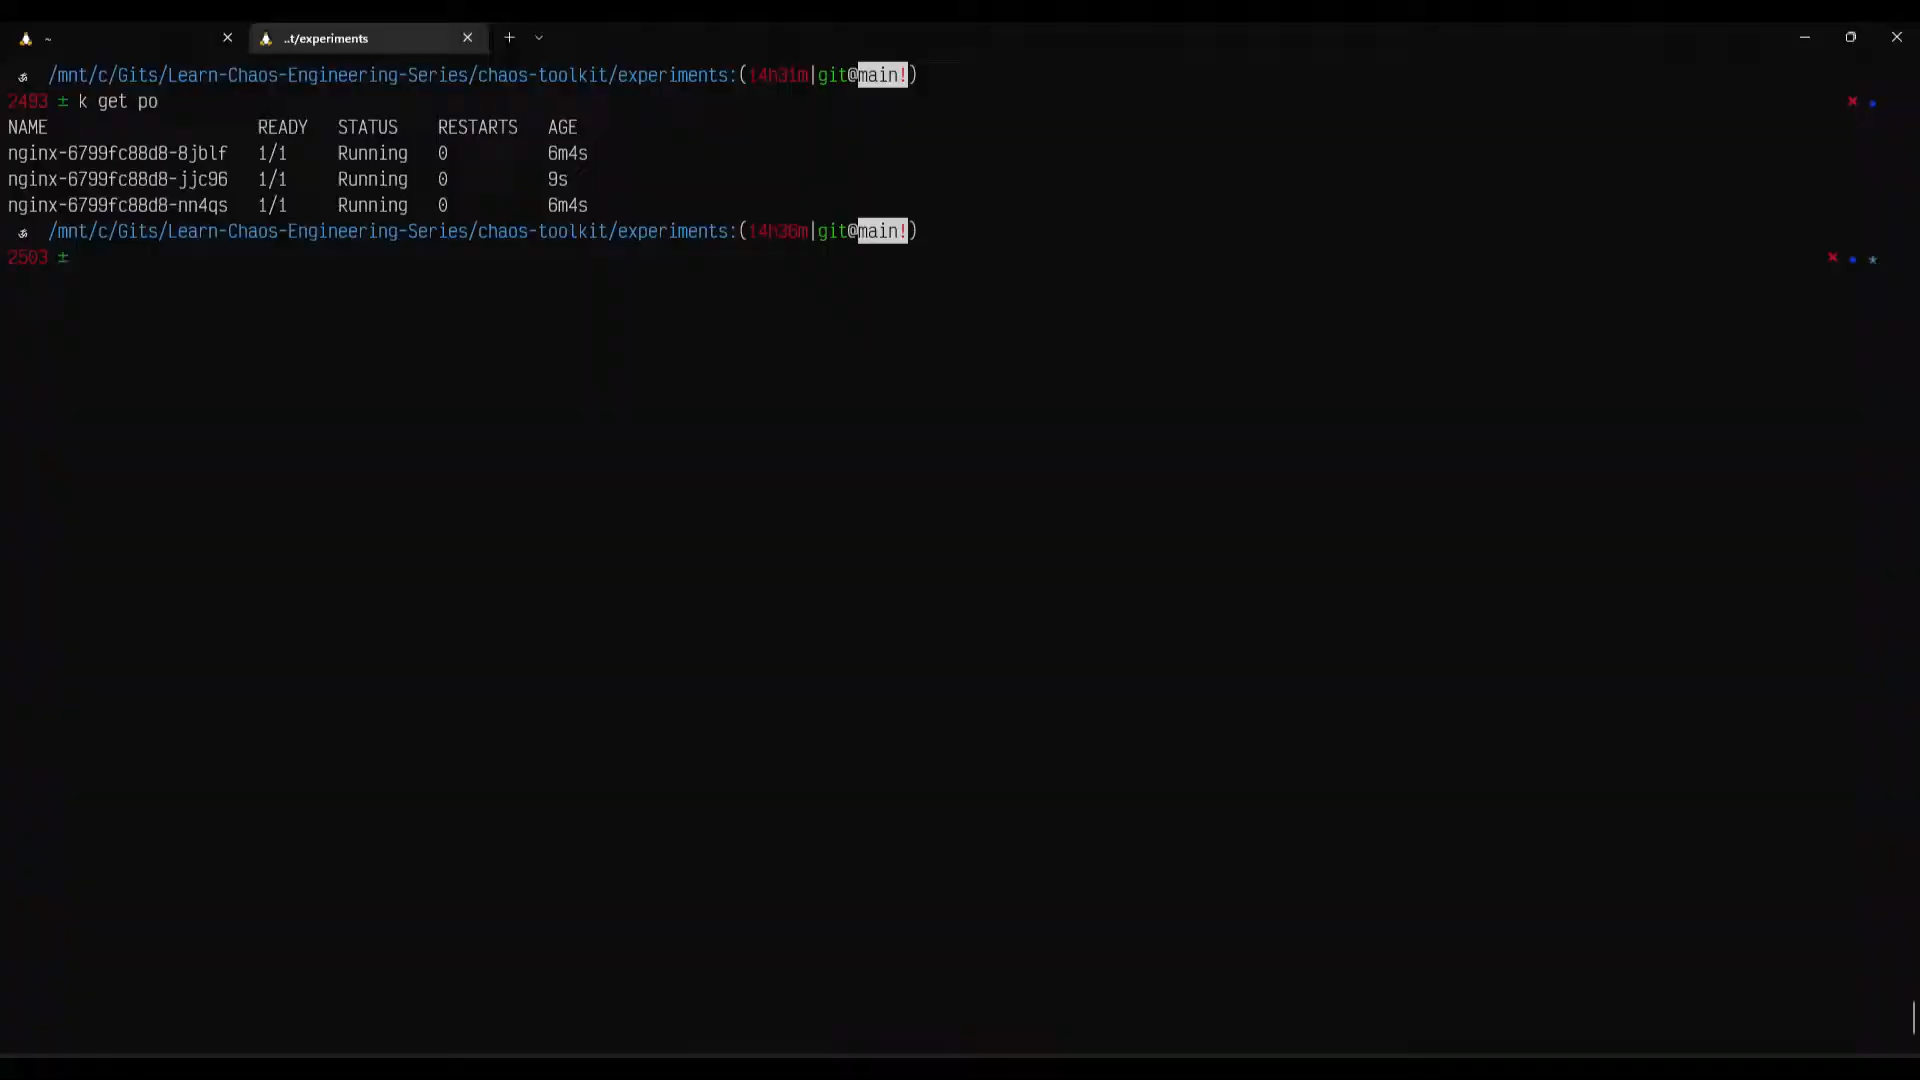 ~
..t/experiments
ॐ /mnt/c/Gits/Learn-Chaos-Engineering-Series/chaos-toolkit/experiments:(14h31m|git@main!)
2493 ± k get po
NAME READY STATUS RESTARTS AGE
nginx-6799fc88d8-8jblf 1/1 Running 0 6m4s
nginx-6799fc88d8-jjc96 1/1 Running 0 9s
nginx-6799fc88d8-nn4qs 1/1 Running 0 6m4s
ॐ /mnt/c/Gits/Learn-Chaos-Engineering-Series/chaos-toolkit/experiments:(14h36m|git@main!)
2503 ±